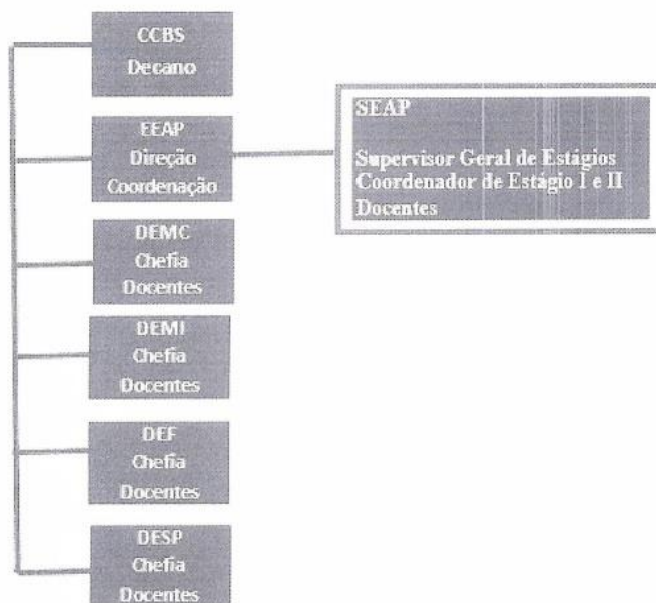 CCBS
Decano
EEAP
Direção
Coordenação
SEAP
Supervisor Geral de Estágios
Coordenador de Estágio I e II
Docentes
DEMC
Chefia
Docentes
DEMI
Chefia
Docentes
DEF
Chefia
Docentes
DESP
Chefia
Docentes